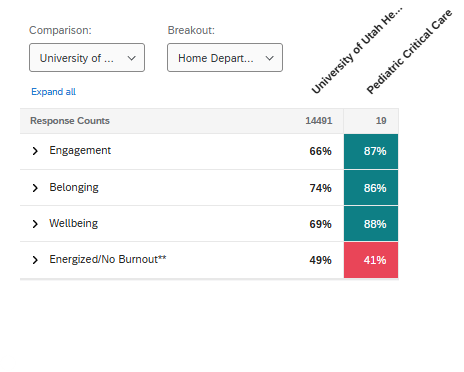 Comparison:
Breakout:
University of Utah He...
Pediatric Critical Care
University of ...
Home Depart...
Expand all
Response Counts 14491 19
Engagement 66% 87%
Belonging 74% 86%
Wellbeing 69% 88%
Energized/No Burnout** 49% 41%